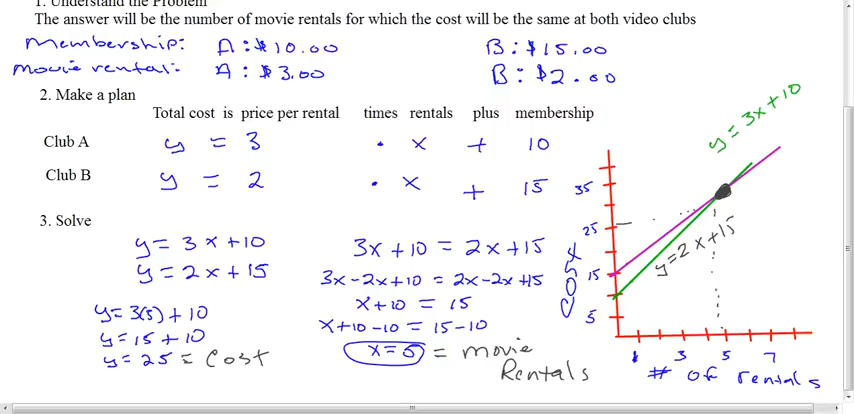 1. Understand the Problem
The answer will be the number of movie rentals for which the cost will be the same at both video clubs
Membership: A: $10.00 B: $15.00
Movie rental: A: $3.00 B: $2.00
2. Make a plan
Total cost is price per rental times rentals plus membership
Club A y = 3 · x + 10
Club B y = 2 · x + 15
3. Solve
y = 3x + 10 3x + 10 = 2x + 15
y = 2x + 15 3x - 2x + 10 = 2x - 2x + 15
y = 3(5) + 10 x + 10 = 15
y = 15 + 10 x + 10 - 10 = 15 - 10
y = 25 = Cost x = 5 = movie Rentals
y = 3x + 10
y = 2x + 15
35
25
15
5
Cost
1 3 5 7
# of rentals